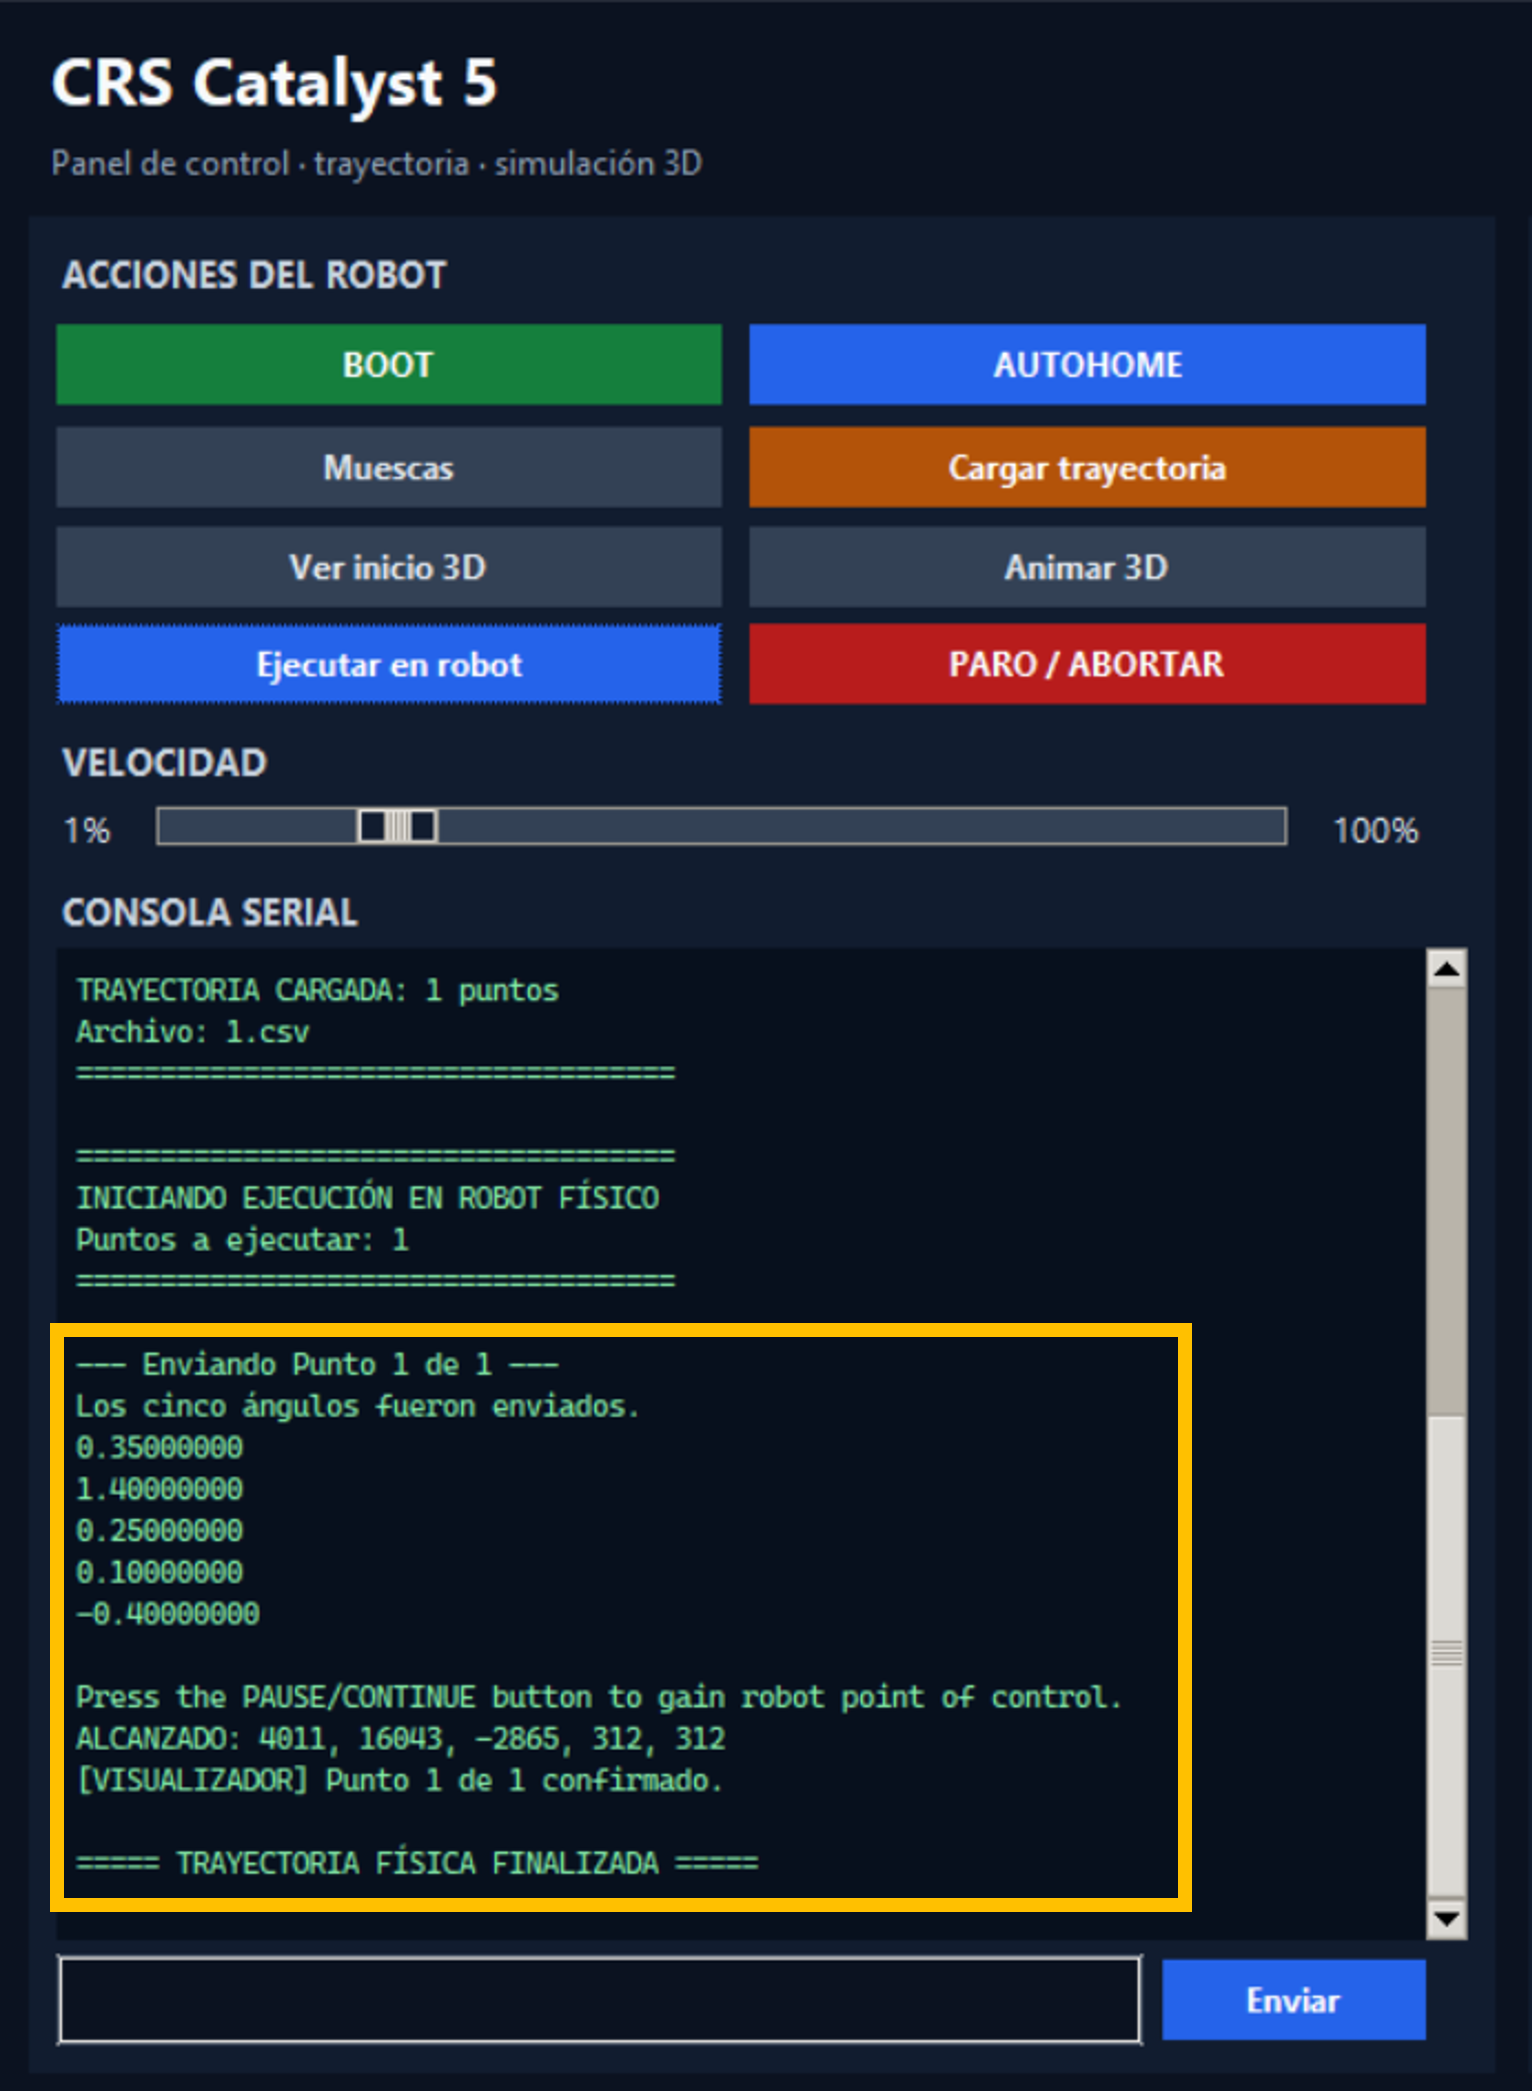 CRS Catalyst 5
Panel de control · trayectoria · simulación 3D
ACCIONES DEL ROBOT
BOOT
AUTOHOME
Muescas
Cargar trayectoria
Ver inicio 3D
Animar 3D
Ejecutar en robot
PARO / ABORTAR
VELOCIDAD
1%
100%
CONSOLA SERIAL
TRAYECTORIA CARGADA: 1 puntos
Archivo: 1.csv
====================================
====================================
INICIANDO EJECUCIÓN EN ROBOT FÍSICO
Puntos a ejecutar: 1
====================================
--- Enviando Punto 1 de 1 ---
Los cinco ángulos fueron enviados.
0.35000000
1.40000000
0.25000000
0.10000000
-0.40000000
Press the PAUSE/CONTINUE button to gain robot point of control.
ALCANZADO: 4011, 16043, -2865, 312, 312
[VISUALIZADOR] Punto 1 de 1 confirmado.
===== TRAYECTORIA FÍSICA FINALIZADA =====
Enviar